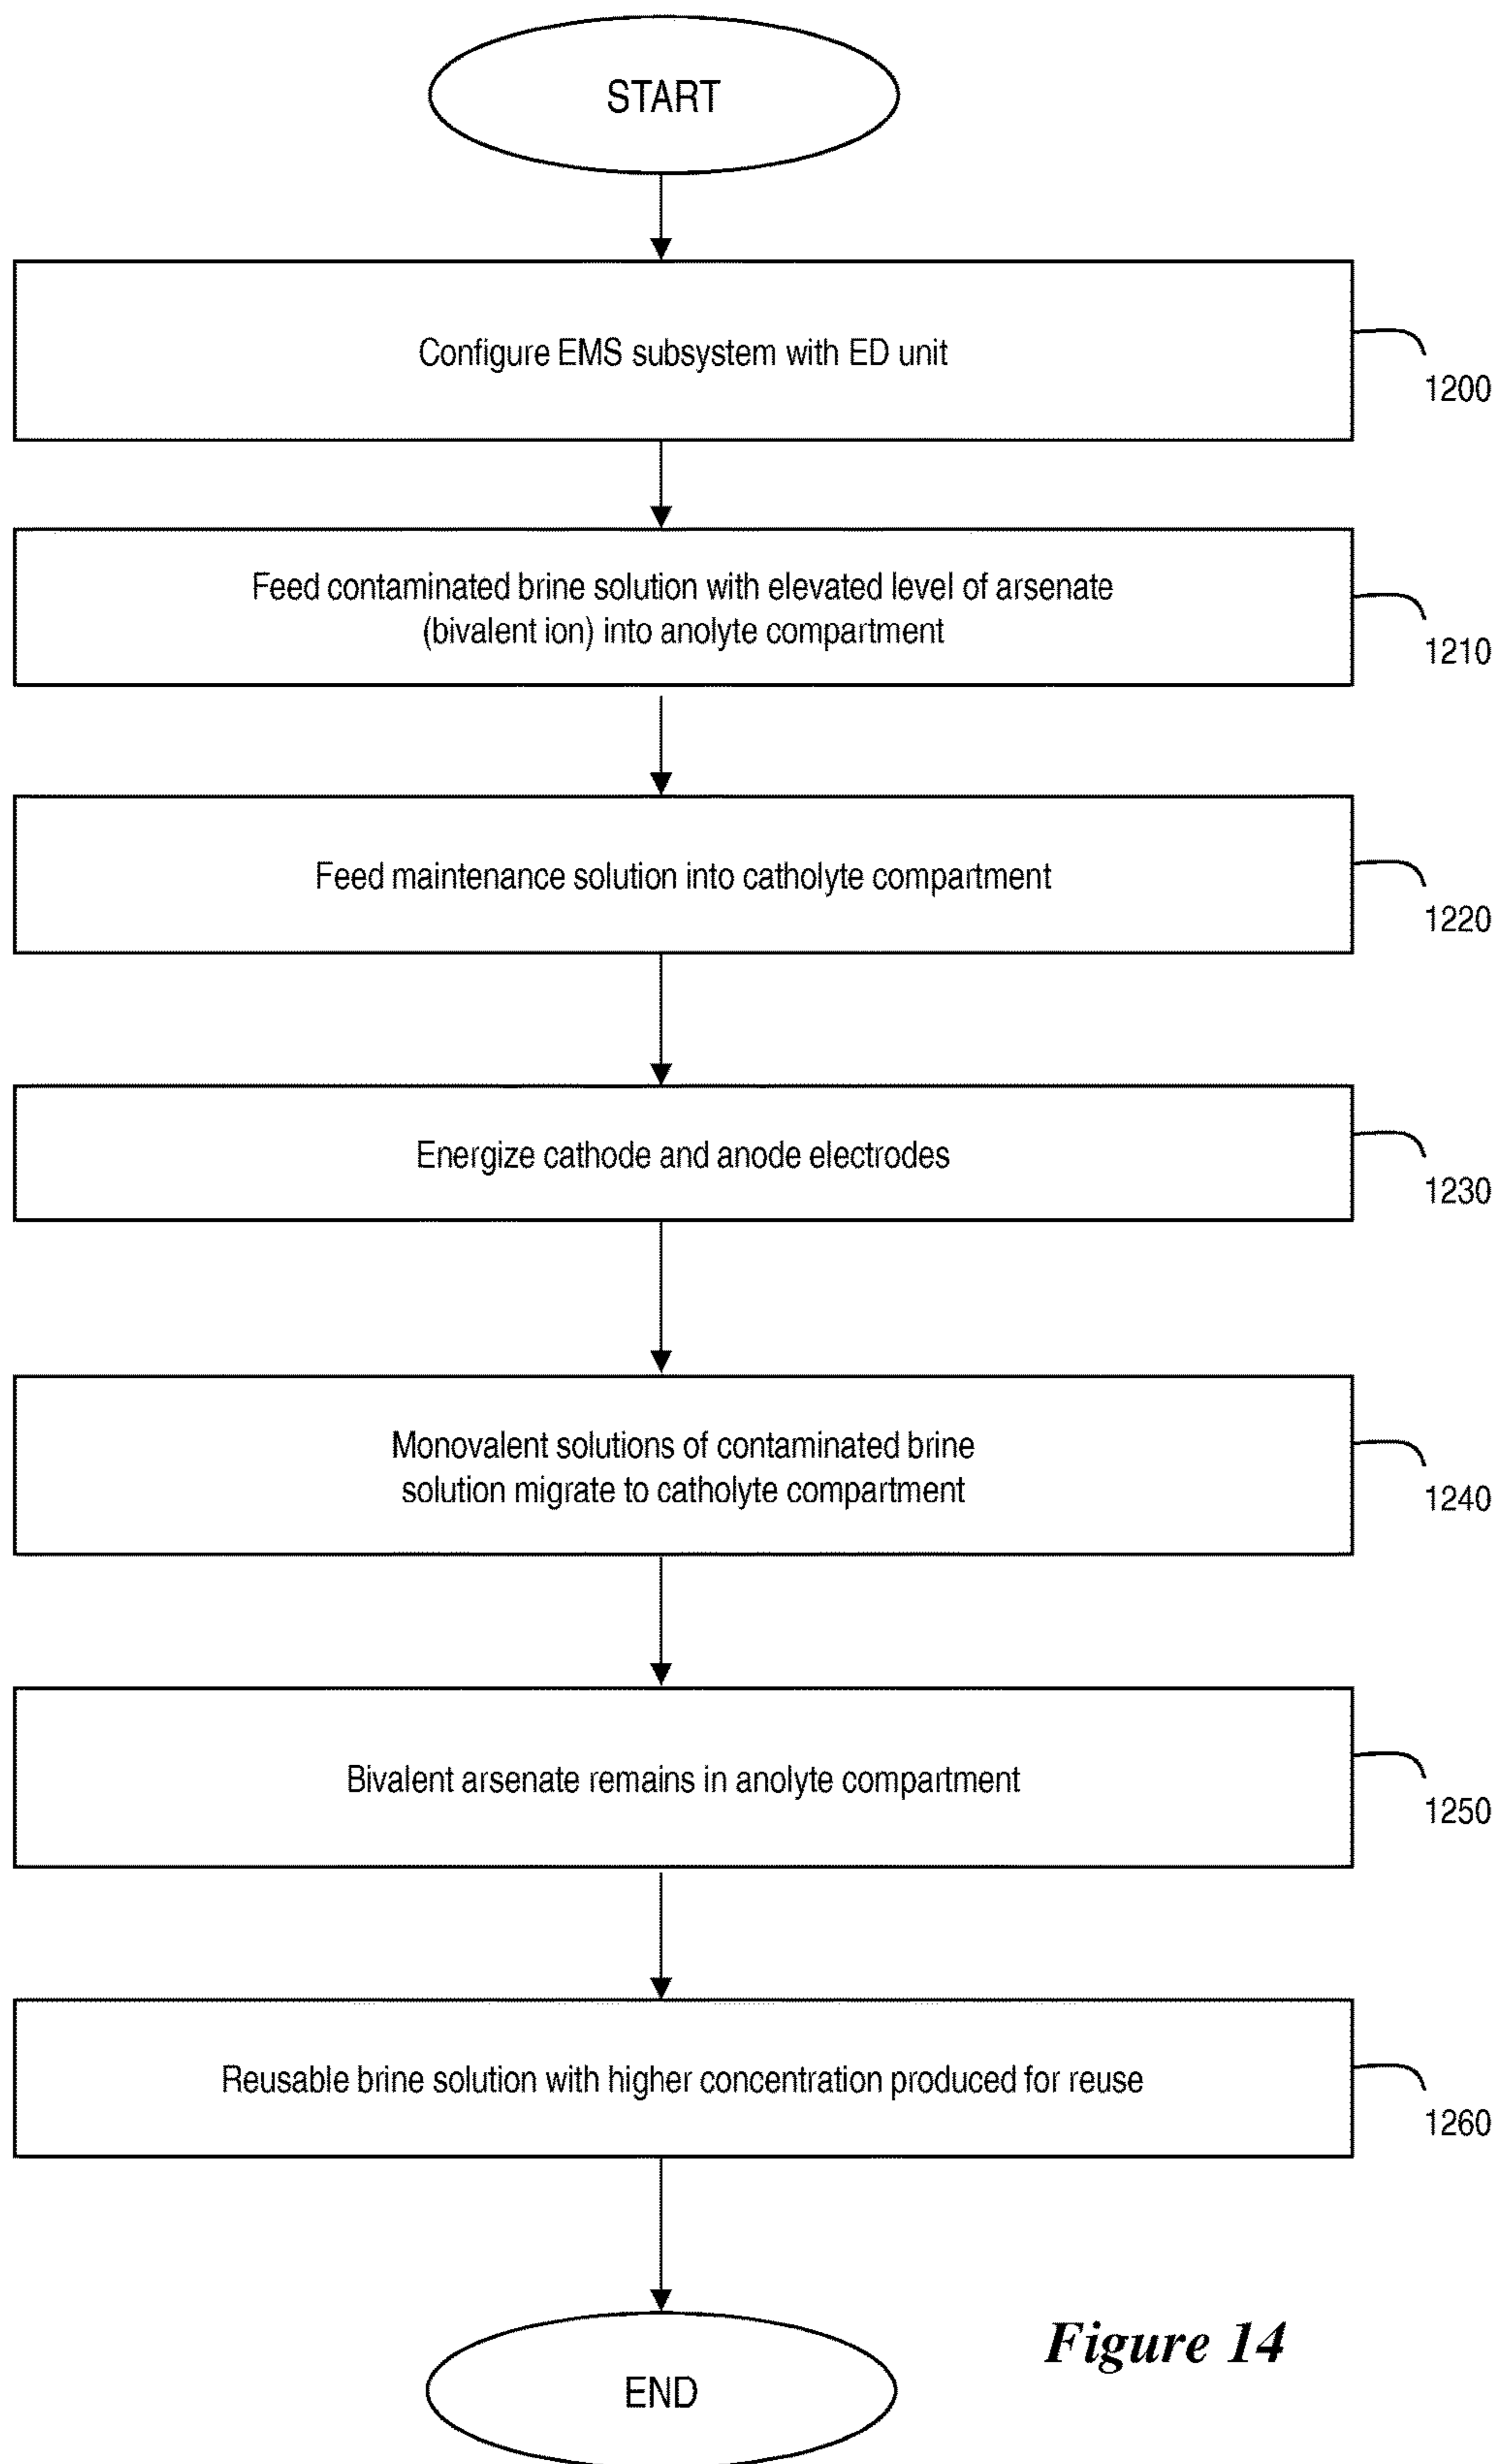 START
Configure EMS subsystem with ED unit
1200
Feed contaminated brine solution with elevated level of arsenate
(bivalent ion) into anolyte compartment
1210
Feed maintenance solution into catholyte compartment
1220
Energize cathode and anode electrodes
1230
Monovalent solutions of contaminated brine
solution migrate to catholyte compartment
1240
Bivalent arsenate remains in anolyte compartment
1250
Reusable brine solution with higher concentration produced for reuse
1260
Figure 14
END